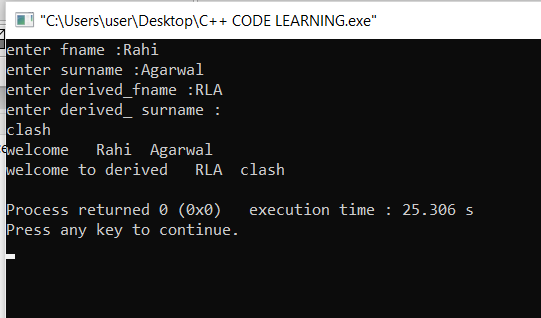 "C:\Users\user\Desktop\C++ CODE LEARNING.exe"
enter fname :Rahi
enter surname :Agarwal
enter derived_fname :RLA
enter derived_ surname :
clash
welcome   Rahi  Agarwal
welcome to derived   RLA  clash
Process returned 0 (0x0)   execution time : 25.306 s
Press any key to continue.